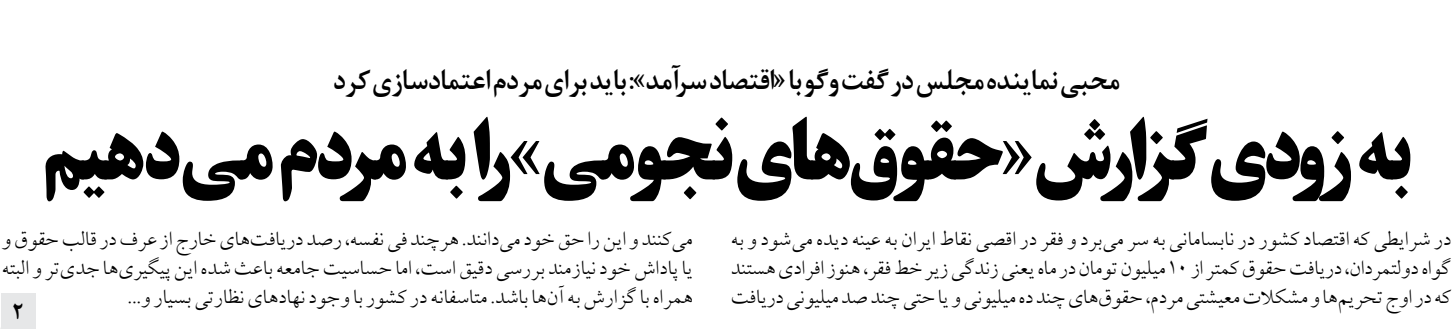 محبی نماینده مجلس در گفت‌وگو با «اقتصاد سرآمد»: باید برای مردم اعتمادسازی کرد
به زودی گزارش «حقوق‌های نجومی» را به مردم می‌دهیم
در شرایطی که اقتصاد کشور در نابسامانی به سر می‌برد و فقر در اقصی نقاط ایران به عینه دیده می‌شود و به
گواه دولتمردان، دریافت حقوق کمتر از ۱۰ میلیون تومان در ماه یعنی زندگی زیر خط فقر، هنوز افرادی هستند
که در اوج تحریم‌ها و مشکلات معیشتی مردم، حقوق‌های چند ده میلیونی و یا حتی چند صد میلیونی دریافت
می‌کنند و این را حق خود می‌دانند. هرچند فی نفسه، رصد دریافت‌های خارج از عرف در قالب حقوق و
یا پاداش خود نیازمند بررسی دقیق است، اما حساسیت جامعه باعث شده این پیگیری‌ها جدی‌تر و البته
همراه با گزارش به آن‌ها باشد. متاسفانه در کشور با وجود نهادهای نظارتی بسیار و...
۲